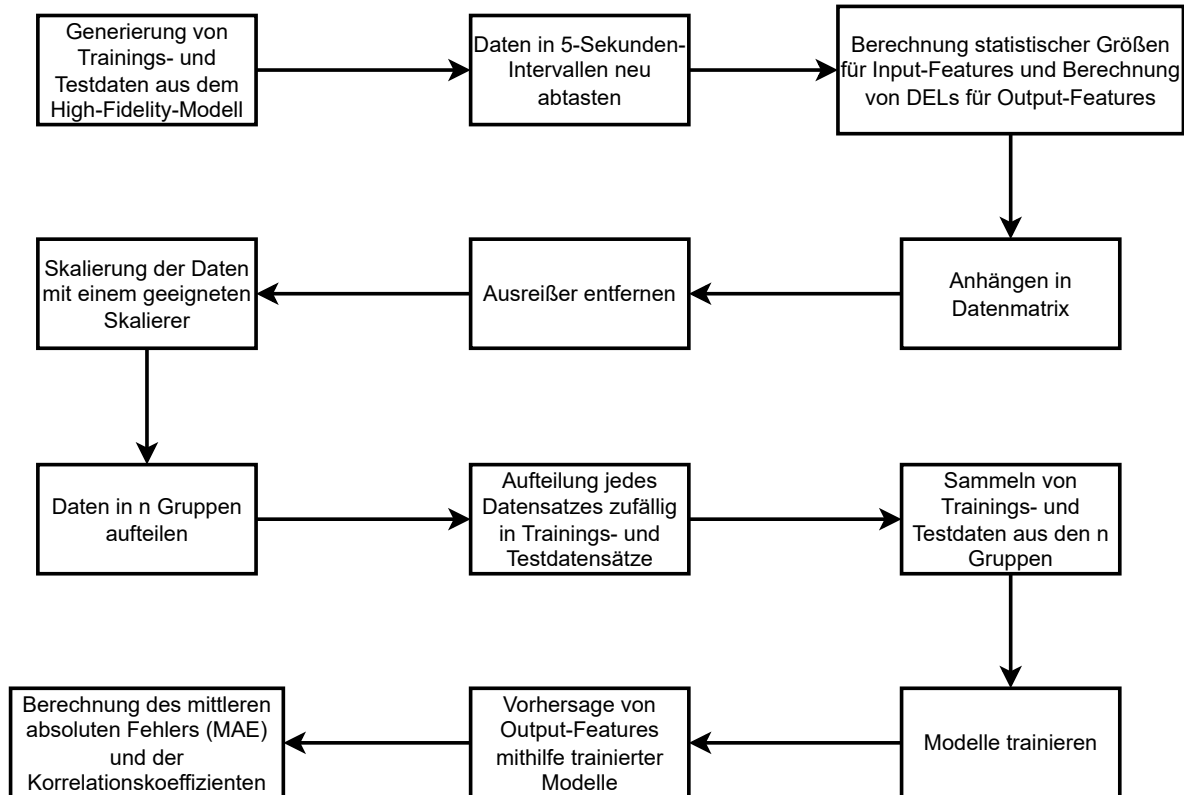 Generierung von
Trainings- und
Testdaten aus dem
High-Fidelity-Modell
Daten in 5-Sekunden-
Intervallen neu
abtasten
Berechnung statistischer Größen
für Input-Features und Berechnung
von DELs für Output-Features
Anhängen in
Datenmatrix
Ausreißer entfernen
Skalierung der Daten
mit einem geeigneten
Skalierer
Daten in n Gruppen
aufteilen
Aufteilung jedes
Datensatzes zufällig
in Trainings- und
Testdatensätze
Sammeln von
Trainings- und
Testdaten aus den n
Gruppen
Modelle trainieren
Vorhersage von
Output-Features
mithilfe trainierter
Modelle
Berechnung des mittleren
absoluten Fehlers (MAE)
und der
Korrelationskoeffizienten